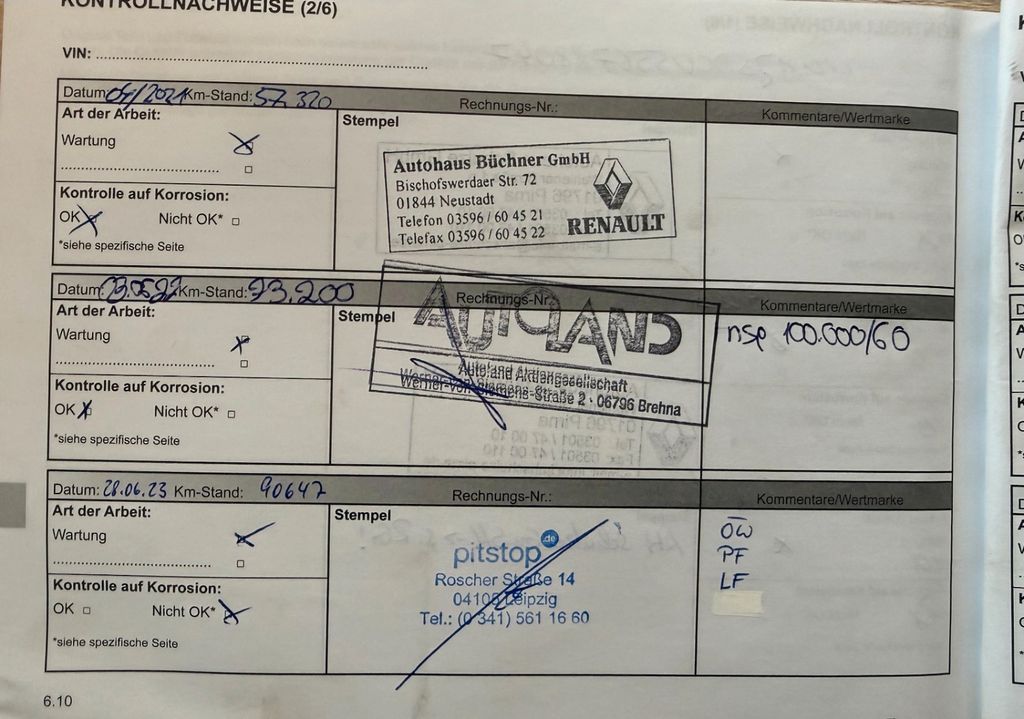 KONTROLLNACHWEISE (2/6)
VIN:
Datum: 04/2021 Km-Stand: 57.320 Rechnungs-Nr.: Kommentare/Wertmarke
Art der Arbeit:
Wartung
Kontrolle auf Korrosion:
OK Nicht OK*
*siehe spezifische Seite
Stempel
Autohaus Büchner GmbH
Bischofswerdaer Str. 72
01844 Neustadt
Telefon 03596 / 60 45 21
Telefax 03596 / 60 45 22
RENAULT
Datum: 23.05.22 Km-Stand: 73.200 Rechnungs-Nr.: Kommentare/Wertmarke
Art der Arbeit:
Wartung
Kontrolle auf Korrosion:
OK Nicht OK*
*siehe spezifische Seite
Stempel
AUTOLAND
Autoland Aktiengesellschaft
Werner-von-Siemens-Straße 2 · 06796 Brehna
nsp 100.000/60
Datum: 28.06.23 Km-Stand: 90647 Rechnungs-Nr.: Kommentare/Wertmarke
Art der Arbeit:
Wartung
Kontrolle auf Korrosion:
OK Nicht OK*
*siehe spezifische Seite
Stempel
pitstop.de
Roscher Straße 14
04105 Leipzig
Tel.: (0 341) 561 16 60
ÖW
PF
LF
6.10